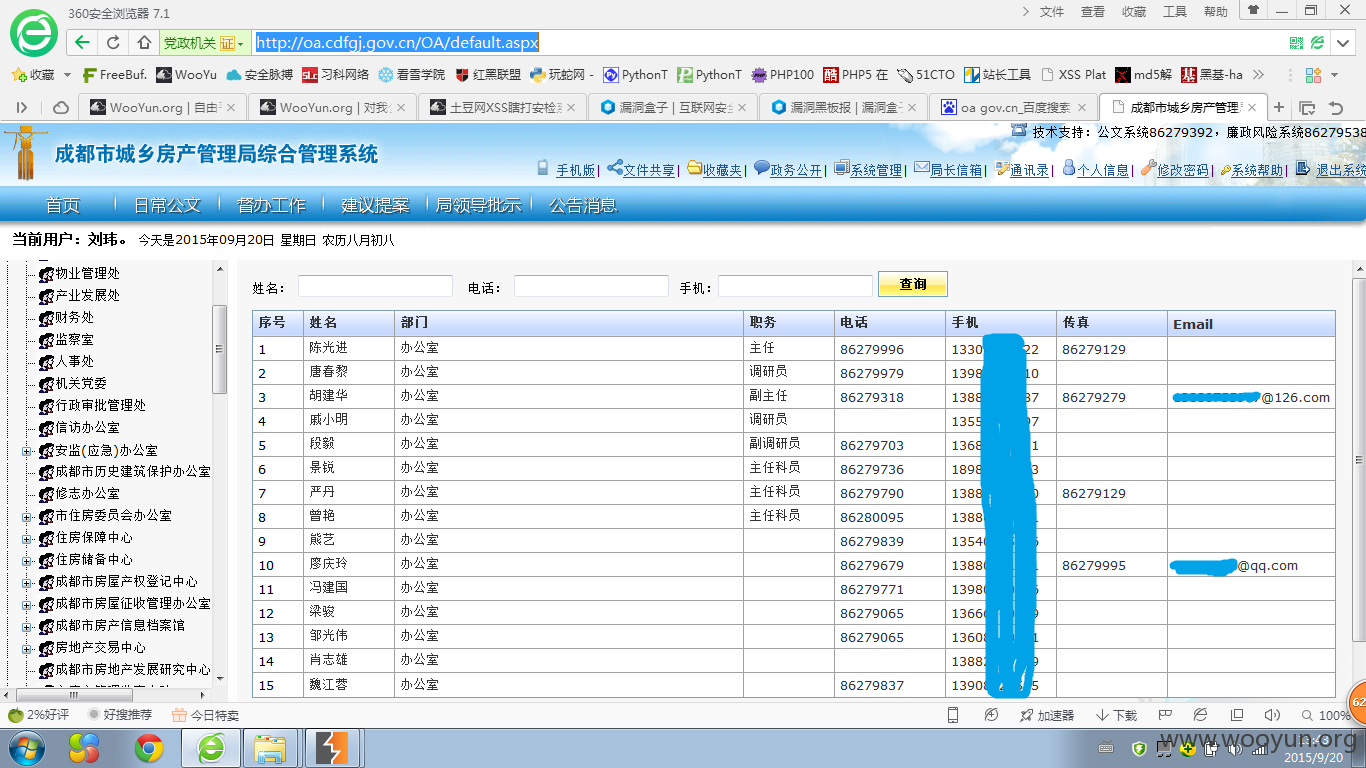 360安全浏览器 7.1 文件 查看 收藏 工具 帮助
党政机关 证 http://oa.cdfgj.gov.cn/OA/default.aspx
收藏 FreeBuf. WooYu 安全脉搏 习科网络 看雪学院 红黑联盟 玩蛇网 - PythonT PythonT PHP100 PHP5 在 51CTO 站长工具 XSS Plat md5解 黑基-he
WooYun.org | 自由 WooYun.org | 对我 土豆网XSS瞎打安检 漏洞盒子 | 互联网安 漏洞黑板报 | 漏洞盒 oa gov.cn_百度搜索 成都市城乡房产管理
技术支持：公文系统86279392，廉政风险系统8627953
成都市城乡房产管理局综合管理系统
手机版| 文件共享| 收藏夹| 政务公开| 系统管理| 局长信箱| 通讯录| 个人信息| 修改密码| 系统帮助| 退出系统
首页 日常公文 督办工作 建议提案 局领导批示 公告消息
当前用户：刘玮。 今天是2015年09月20日 星期日 农历八月初八
物业管理处
产业发展处
财务处
监察室
人事处
机关党委
行政审批管理处
信访办公室
安监(应急)办公室
成都市历史建筑保护办公室
修志办公室
市住房委员会办公室
住房保障中心
住房储备中心
成都市房屋产权登记中心
成都市房屋征收管理办公室
成都市房产信息档案馆
房地产交易中心
成都市房地产发展研究中心
姓名： 电话： 手机： 查询
序号 姓名 部门 职务 电话 手机 传真 Email
1 陈光进 办公室 主任 86279996 1330 22 86279129
2 唐春黎 办公室 调研员 86279979 1398 10
3 胡建华 办公室 副主任 86279318 1388 37 86279279 @126.com
4 戚小明 办公室 调研员 1355 97
5 段毅 办公室 副调研员 86279703 1368 1
6 景锐 办公室 主任科员 86279736 1898 3
7 严丹 办公室 主任科员 86279790 1388 0 86279129
8 曾艳 办公室 主任科员 86280095 1388 1
9 熊艺 办公室 86279839 1354
10 廖庆玲 办公室 86279679 1388 1 86279995 @qq.com
11 冯建国 办公室 86279771 1398
12 梁骏 办公室 86279065 1366 9
13 邹光伟 办公室 86279065 1360 1
14 肖志雄 办公室 1388 9
15 魏江蓉 办公室 86279837 1390 5
2%好评 好搜推荐 今日特卖 加速器 下载 100%
62
www.wooyun.org
2015/9/20